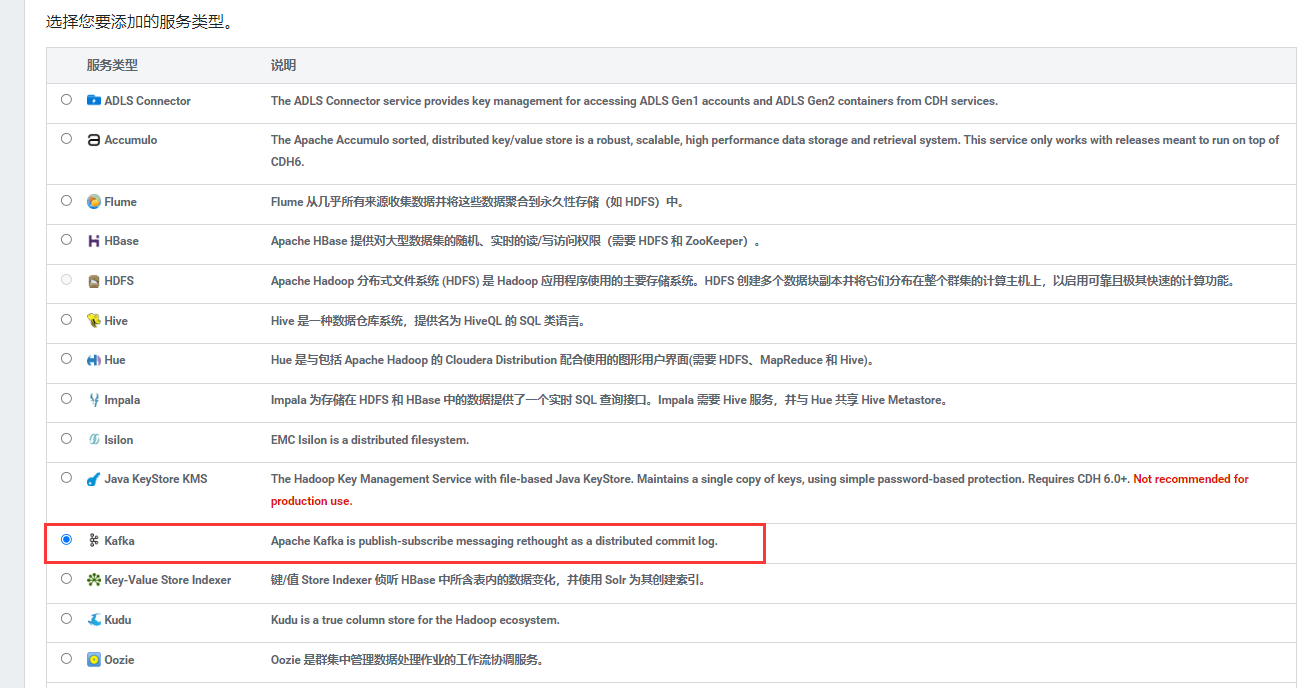 选择您要添加的服务类型。
服务类型 说明
ADLS Connector The ADLS Connector service provides key management for accessing ADLS Gen1 accounts and ADLS Gen2 containers from CDH services.
Accumulo The Apache Accumulo sorted, distributed key/value store is a robust, scalable, high performance data storage and retrieval system. This service only works with releases meant to run on top of
CDH6.
Flume Flume 从几乎所有来源收集数据并将这些数据聚合到永久性存储（如 HDFS）中。
HBase Apache HBase 提供对大型数据集的随机、实时的读/写访问权限（需要 HDFS 和 ZooKeeper）。
HDFS Apache Hadoop 分布式文件系统 (HDFS) 是 Hadoop 应用程序使用的主要存储系统。HDFS 创建多个数据块副本并将它们分布在整个群集的计算主机上，以启用可靠且极其快速的计算功能。
Hive Hive 是一种数据仓库系统，提供名为 HiveQL 的 SQL 类语言。
Hue Hue 是与包括 Apache Hadoop 的 Cloudera Distribution 配合使用的图形用户界面(需要 HDFS、MapReduce 和 Hive)。
Impala Impala 为存储在 HDFS 和 HBase 中的数据提供了一个实时 SQL 查询接口。Impala 需要 Hive 服务，并与 Hue 共享 Hive Metastore。
Isilon EMC Isilon is a distributed filesystem.
Java KeyStore KMS The Hadoop Key Management Service with file-based Java KeyStore. Maintains a single copy of keys, using simple password-based protection. Requires CDH 6.0+. Not recommended for
production use.
Kafka Apache Kafka is publish-subscribe messaging rethought as a distributed commit log.
Key-Value Store Indexer 键/值 Store Indexer 侦听 HBase 中所含表内的数据变化，并使用 Solr 为其创建索引。
Kudu Kudu is a true column store for the Hadoop ecosystem.
Oozie Oozie 是群集中管理数据处理作业的工作流协调服务。